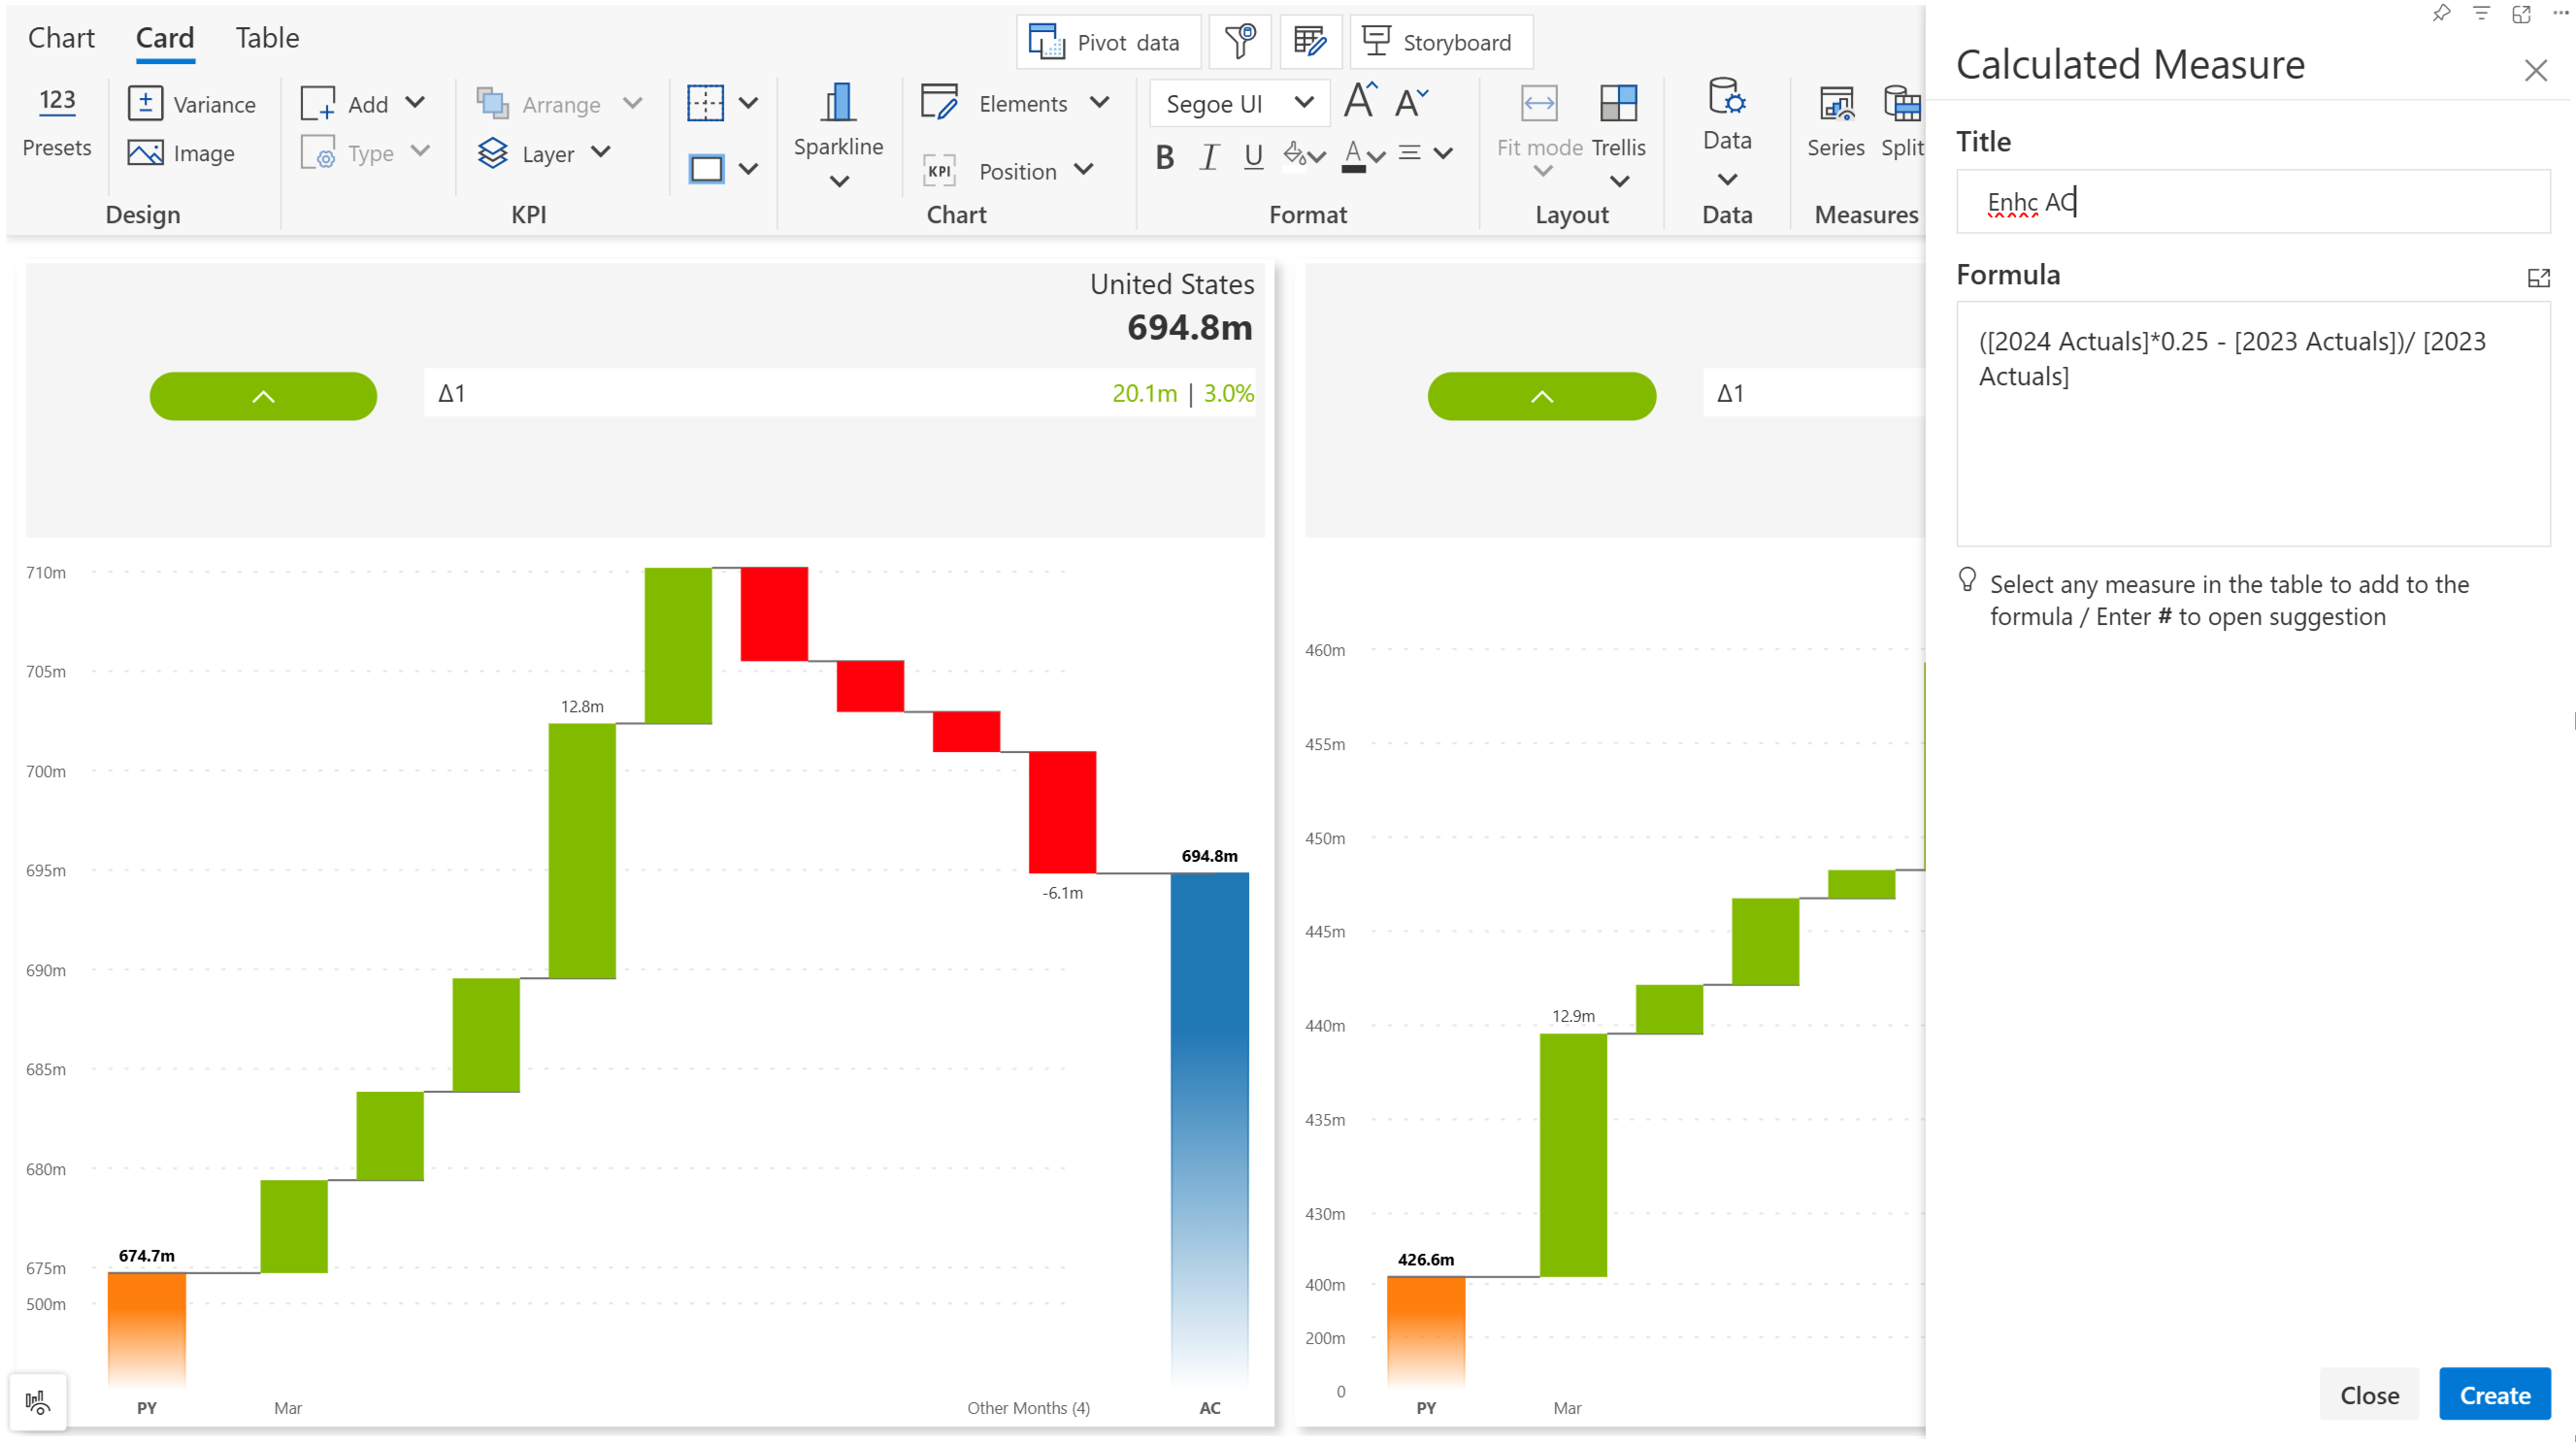 Chart Card Table
Pivot data
Storyboard
123
Presets
Variance
Image
Design
Add
Type
Arrange
Layer
KPI
Sparkline
Elements
KPI Position
Chart
Segoe UI A A
B I U A
Format
Fit mode Trellis
Layout
Data
Data
Series Split
Measures
United States
694.8m
Δ1 20.1m | 3.0%
710m
705m
700m
695m
690m
685m
680m
675m
500m
674.7m
12.8m
-6.1m
694.8m
PY Mar Other Months (4) AC
Δ1
460m
455m
450m
445m
440m
435m
430m
400m
200m
0
426.6m
12.9m
PY Mar
Calculated Measure
Title
Enhc AC
Formula
([2024 Actuals]*0.25 - [2023 Actuals])/ [2023
Actuals]
Select any measure in the table to add to the
formula / Enter # to open suggestion
Close Create